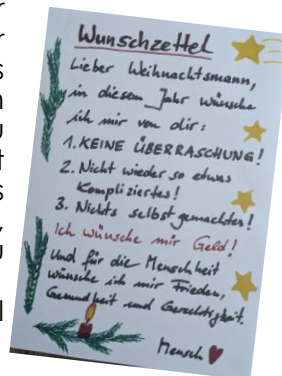 Wunschzettel
Lieber Weihnachtsmann,
in diesem Jahr wünsche
ich mir von dir:
1. KEINE ÜBERRASCHUNG!
2. Nicht wieder so etwas
Kompliziertes!
3. Nichts selbstgemachtes!
Ich wünsche mir Geld!
Und für die Menschheit
wünsche ich mir Frieden,
Gesundheit und Gerechtigkeit.
Mensch